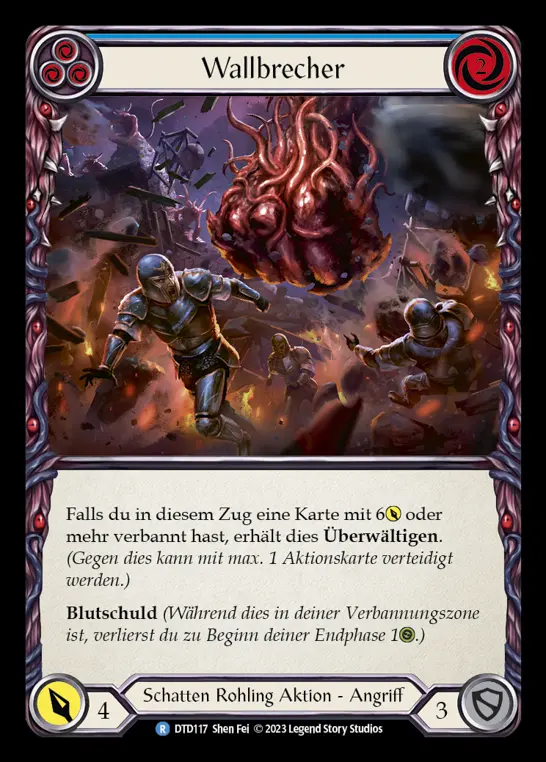 Wallbrecher
2
Falls du in diesem Zug eine Karte mit 6 oder
mehr verbannt hast, erhält dies Überwältigen.
(Gegen dies kann mit max. 1 Aktionskarte verteidigt
werden.)
Blutschuld (Während dies in deiner Verbannungszone
ist, verlierst du zu Beginn deiner Endphase 1.)
4
Schatten Rohling Aktion - Angriff
3
R DTD117 Shen Fei © 2023 Legend Story Studios